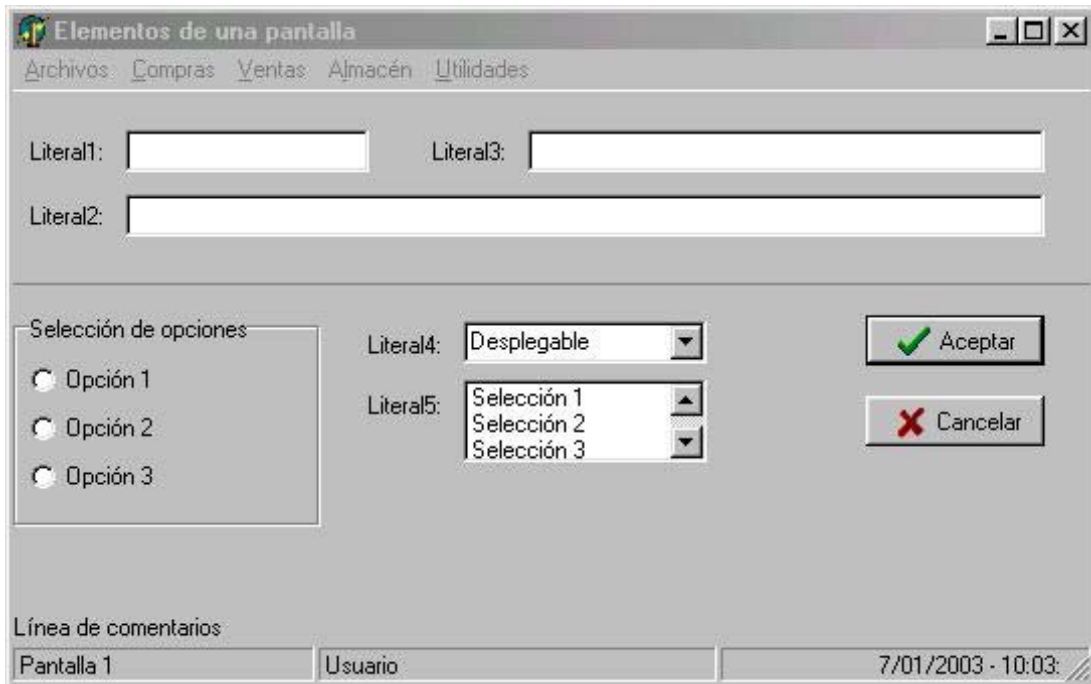 Elementos de una pantalla
Archivos Compras Ventas Almacén Utilidades
Literal1: Literal3:
Literal2:
Selección de opciones
Opción 1
Opción 2
Opción 3
Literal4: Desplegable
Literal5: Selección 1
Selección 2
Selección 3
Aceptar
Cancelar
Línea de comentarios
Pantalla 1 Usuario 7/01/2003 - 10:03: